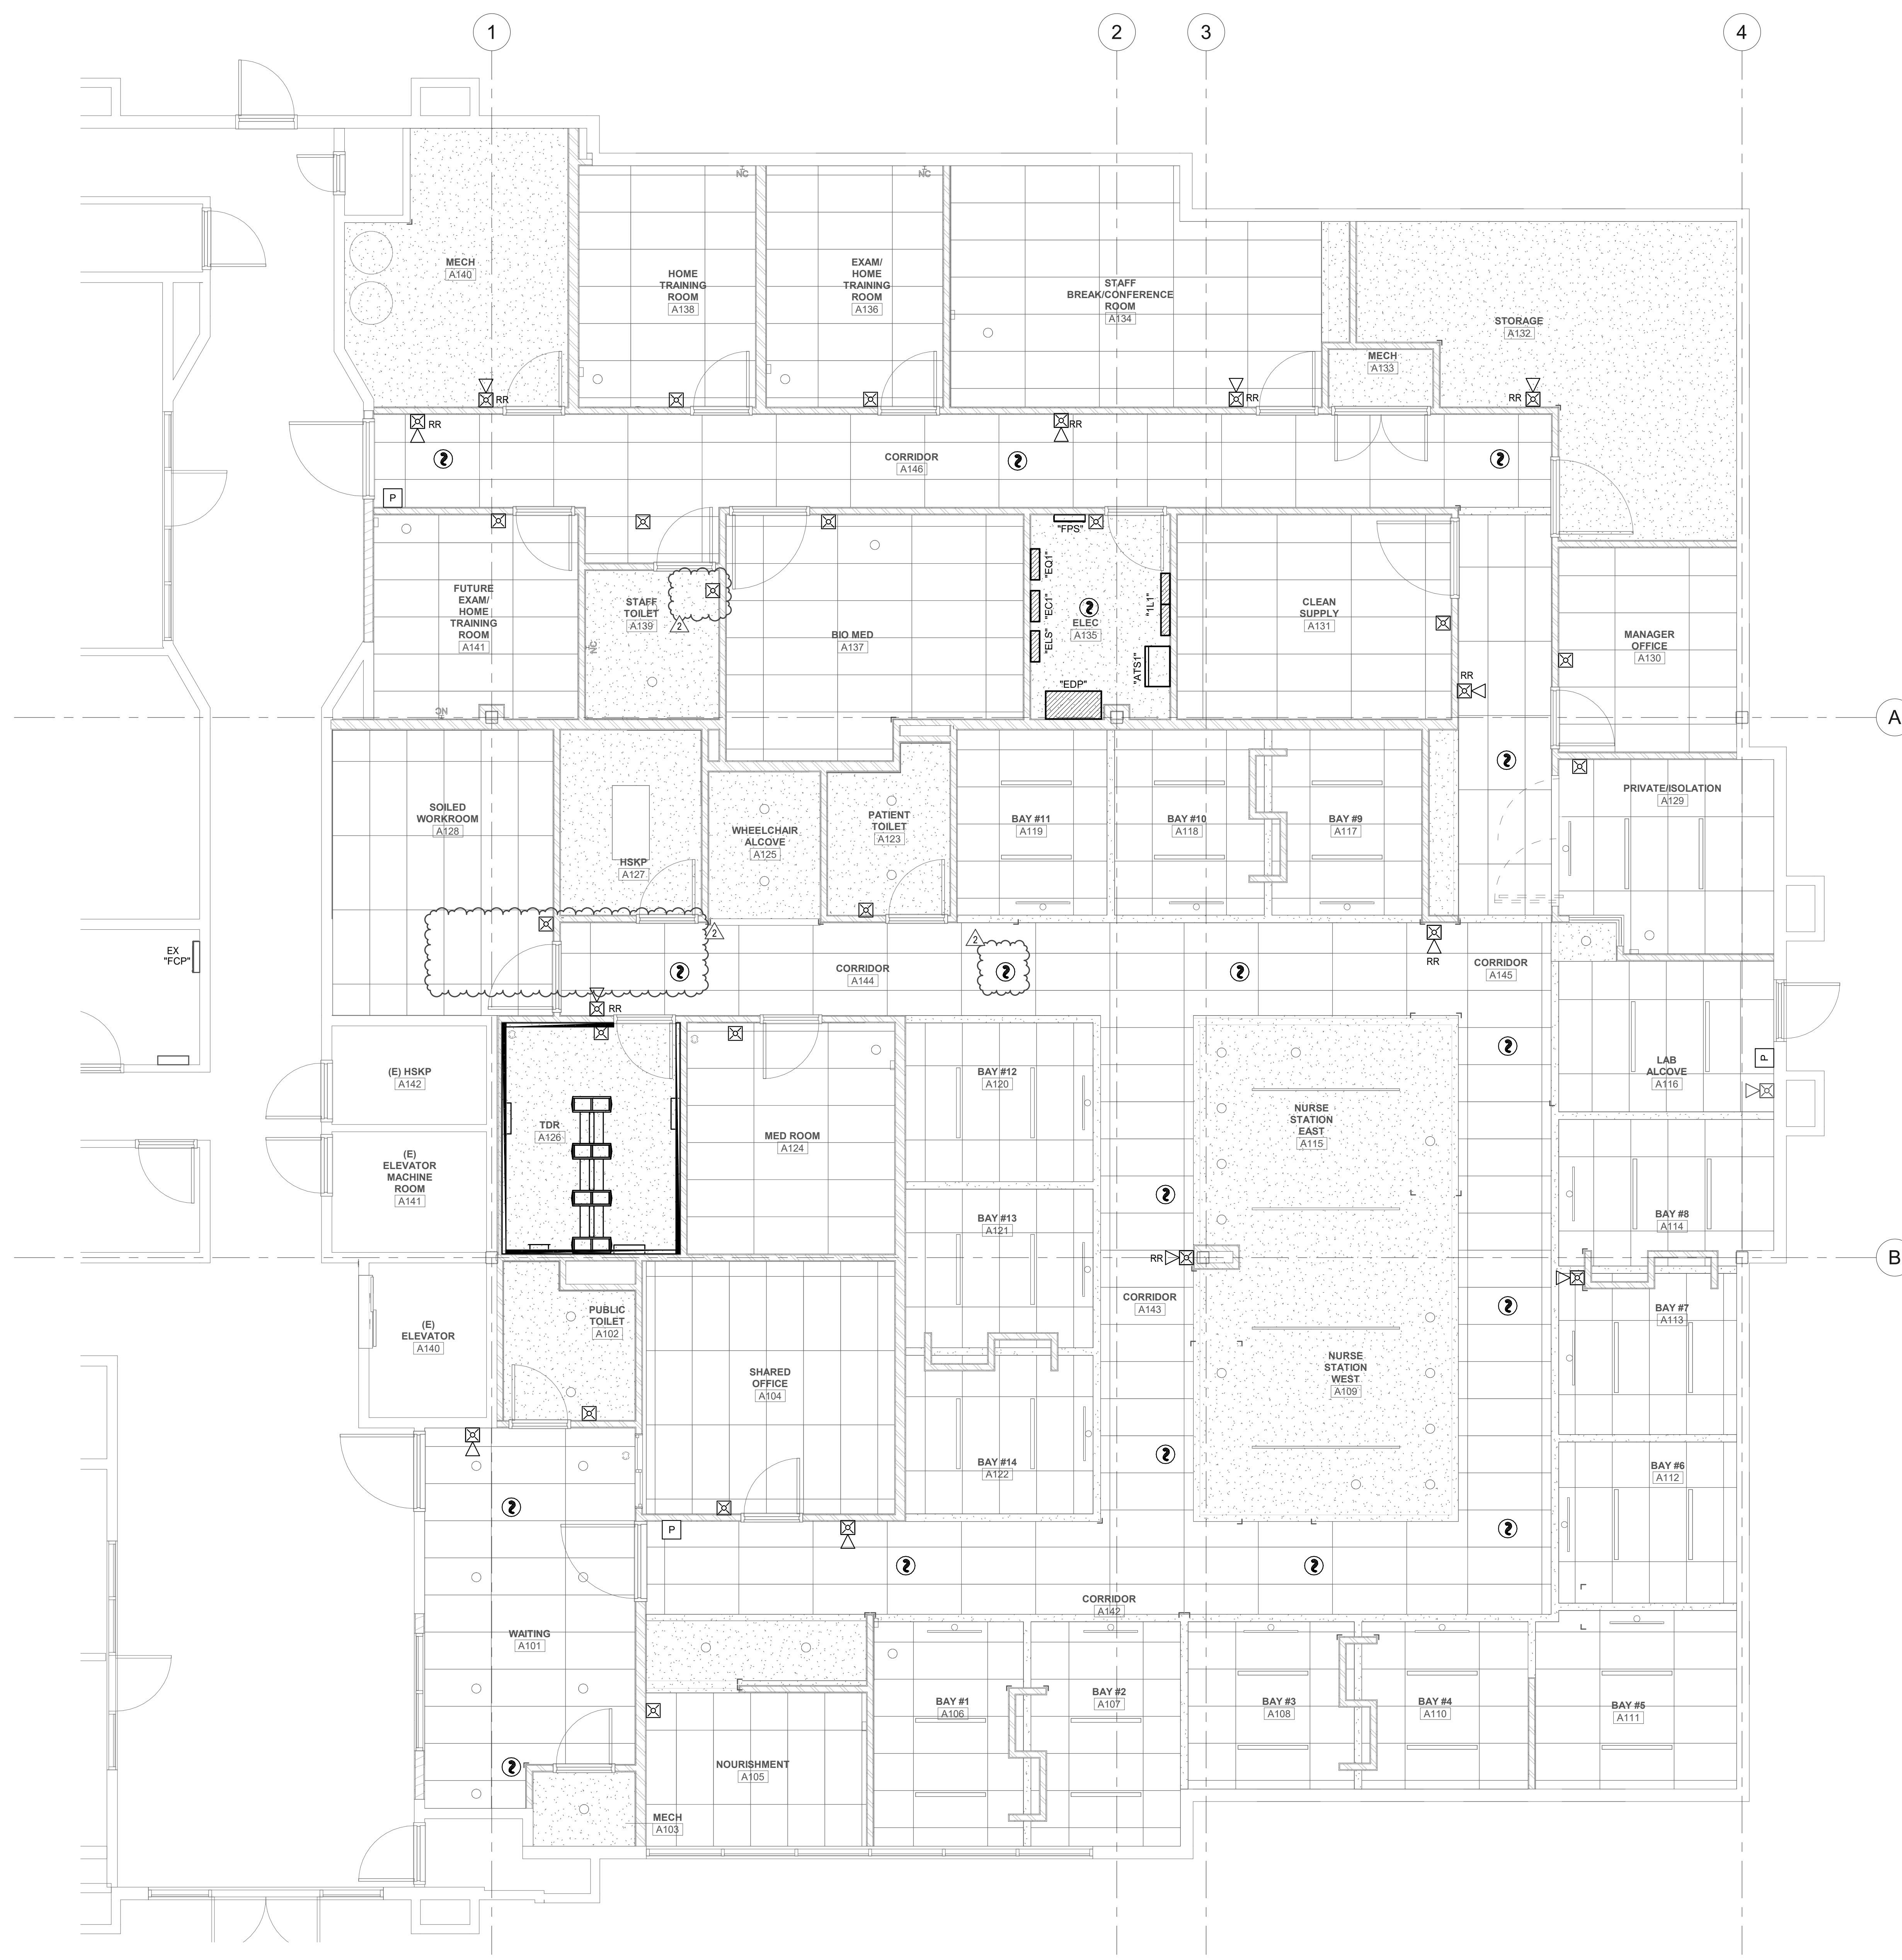 1
2
3
4
NC
NC
MECH
A140
HOME
TRAINING
ROOM
A138
EXAM/
HOME
TRAINING
ROOM
A136
STAFF
BREAK/CONFERENCE
ROOM
A134
STORAGE
A132
MECH
A133
RR
RR
RR
RR
RR
CORRIDOR
A146
P
"FPS"
"EQ1"
"EC1"
"ELS"
"1L1"
"ATS1"
"EDP"
ELEC
A135
FUTURE
EXAM/
HOME
TRAINING
ROOM
A141
STAFF
TOILET
A139
2
NC
BIO MED
A137
CLEAN
SUPPLY
A131
MANAGER
OFFICE
A130
RR
NC
A
SOILED
WORKROOM
A128
HSKP
A127
WHEELCHAIR
ALCOVE
A125
PATIENT
TOILET
A123
BAY #11
A119
BAY #10
A118
BAY #9
A117
PRIVATE/ISOLATION
A129
2
2
EX
"FCP"
CORRIDOR
A144
RR
CORRIDOR
A145
RR
(E) HSKP
A142
TDR
A126
MED ROOM
A124
BAY #12
A120
NURSE
STATION
EAST
A115
LAB
ALCOVE
A116
P
(E)
ELEVATOR
MACHINE
ROOM
A141
BAY #13
A121
BAY #8
A114
RR
B
CORRIDOR
A143
PUBLIC
TOILET
A102
(E)
ELEVATOR
A140
BAY #7
A113
SHARED
OFFICE
A104
NURSE
STATION
WEST
A109
BAY #14
A122
BAY #6
A112
P
CORRIDOR
A142
WAITING
A101
BAY #1
A106
BAY #2
A107
BAY #3
A108
BAY #4
A110
BAY #5
A111
NOURISHMENT
A105
MECH
A103